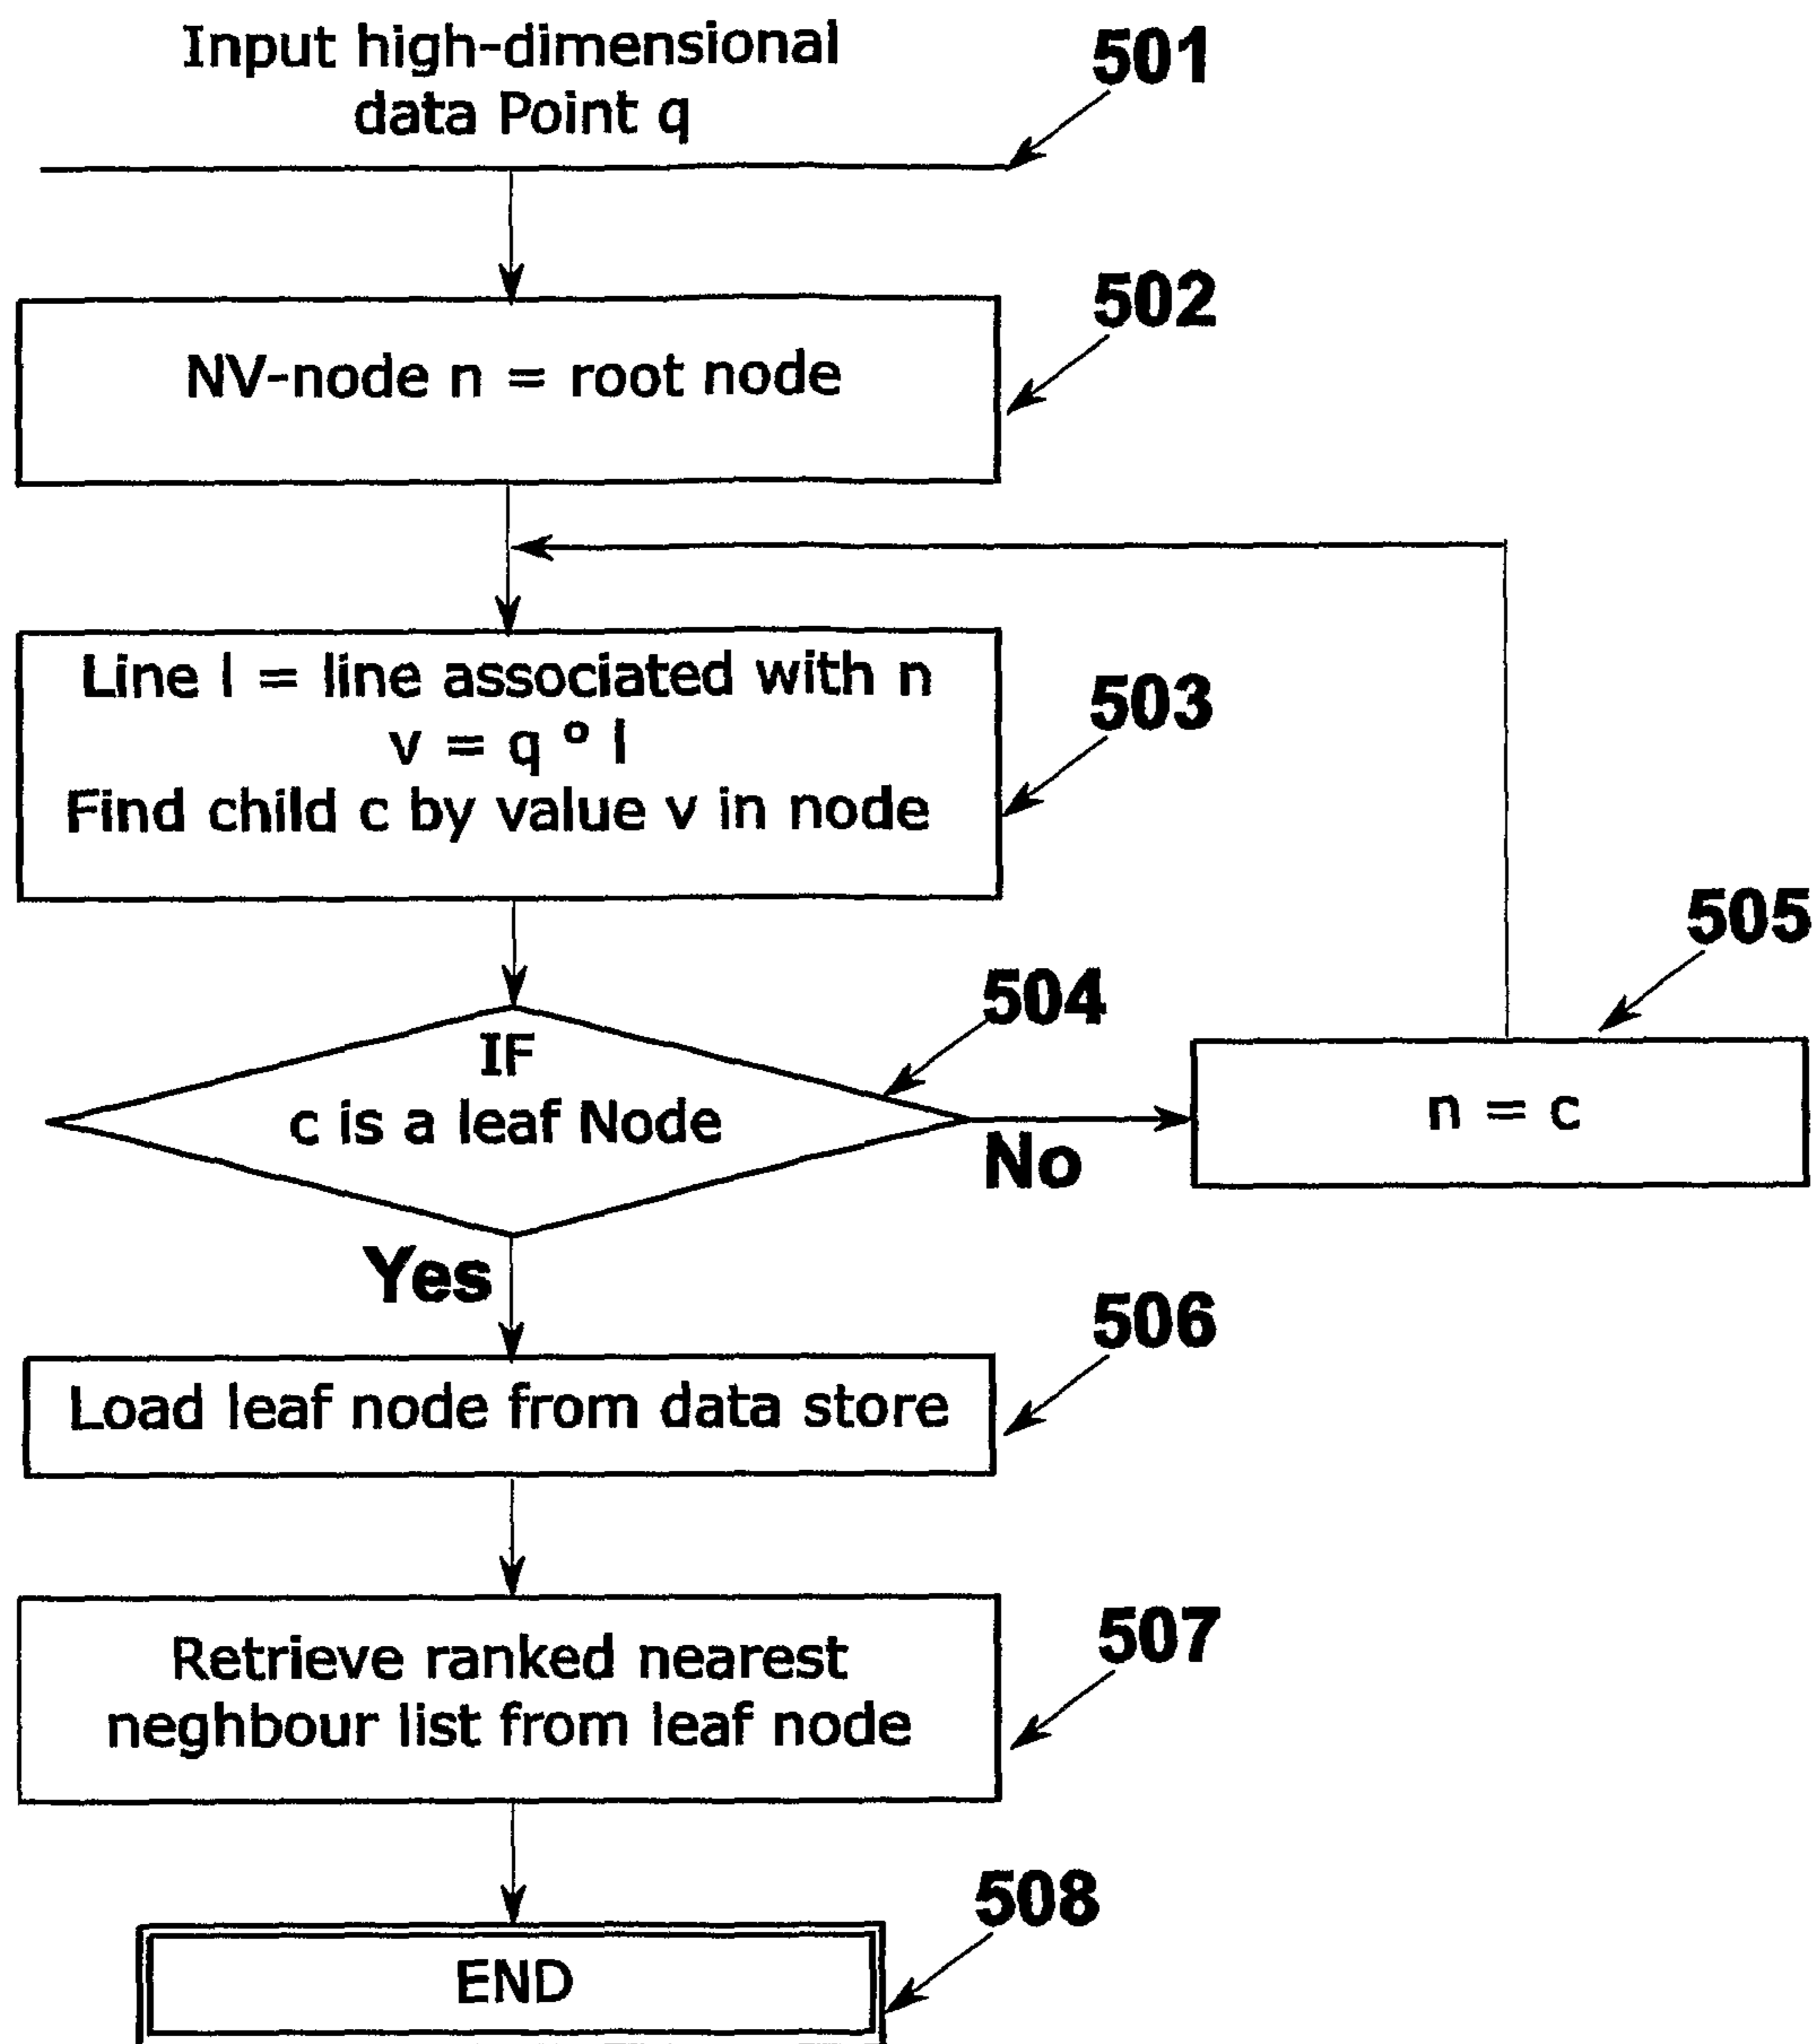 Input high-dimensional
data Point q
501
NV-node n = root node
502
Line l = line associated with n
v = q ° l
Find child c by value v in node
503
IF
c is a leaf Node
504
No
n = c
505
Yes
Load leaf node from data store
506
Retrieve ranked nearest
neghbour list from leaf node
507
END
508